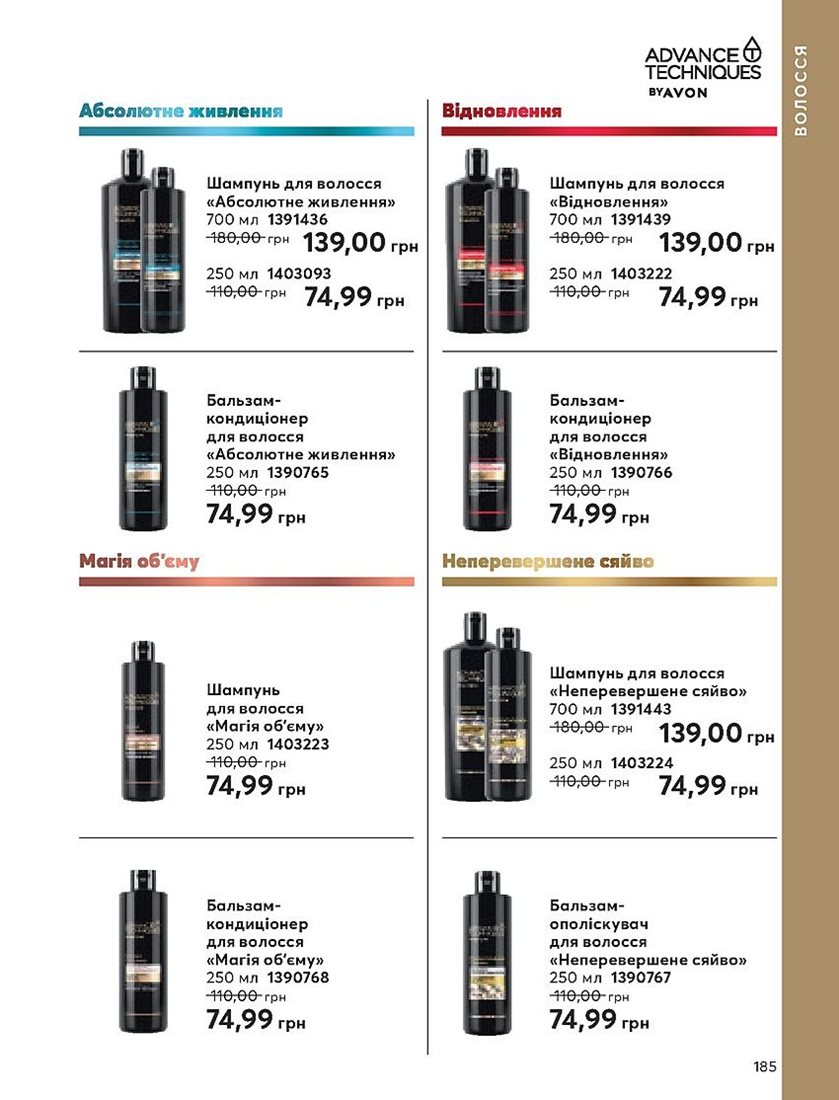 ADVANCE TECHNIQUES
BY AVON
ВОЛОССЯ
Абсолютне живлення
Шампунь для волосся
«Абсолютне живлення»
700 мл 1391436
180,00 грн 139,00 грн
250 мл 1403093
110,00 грн 74,99 грн
Бальзам-
кондиціонер
для волосся
«Абсолютне живлення»
250 мл 1390765
110,00 грн
74,99 грн
Відновлення
Шампунь для волосся
«Відновлення»
700 мл 1391439
180,00 грн 139,00 грн
250 мл 1403222
110,00 грн 74,99 грн
Бальзам-
кондиціонер
для волосся
«Відновлення»
250 мл 1390766
110,00 грн
74,99 грн
Магія об’єму
Шампунь
для волосся
«Магія об’єму»
250 мл 1403223
110,00 грн
74,99 грн
Бальзам-
кондиціонер
для волосся
«Магія об’єму»
250 мл 1390768
110,00 грн
74,99 грн
Неперевершене сяйво
Шампунь для волосся
«Неперевершене сяйво»
700 мл 1391443
180,00 грн 139,00 грн
250 мл 1403224
110,00 грн 74,99 грн
Бальзам-
ополіскувач
для волосся
«Неперевершене сяйво»
250 мл 1390767
110,00 грн
74,99 грн
185